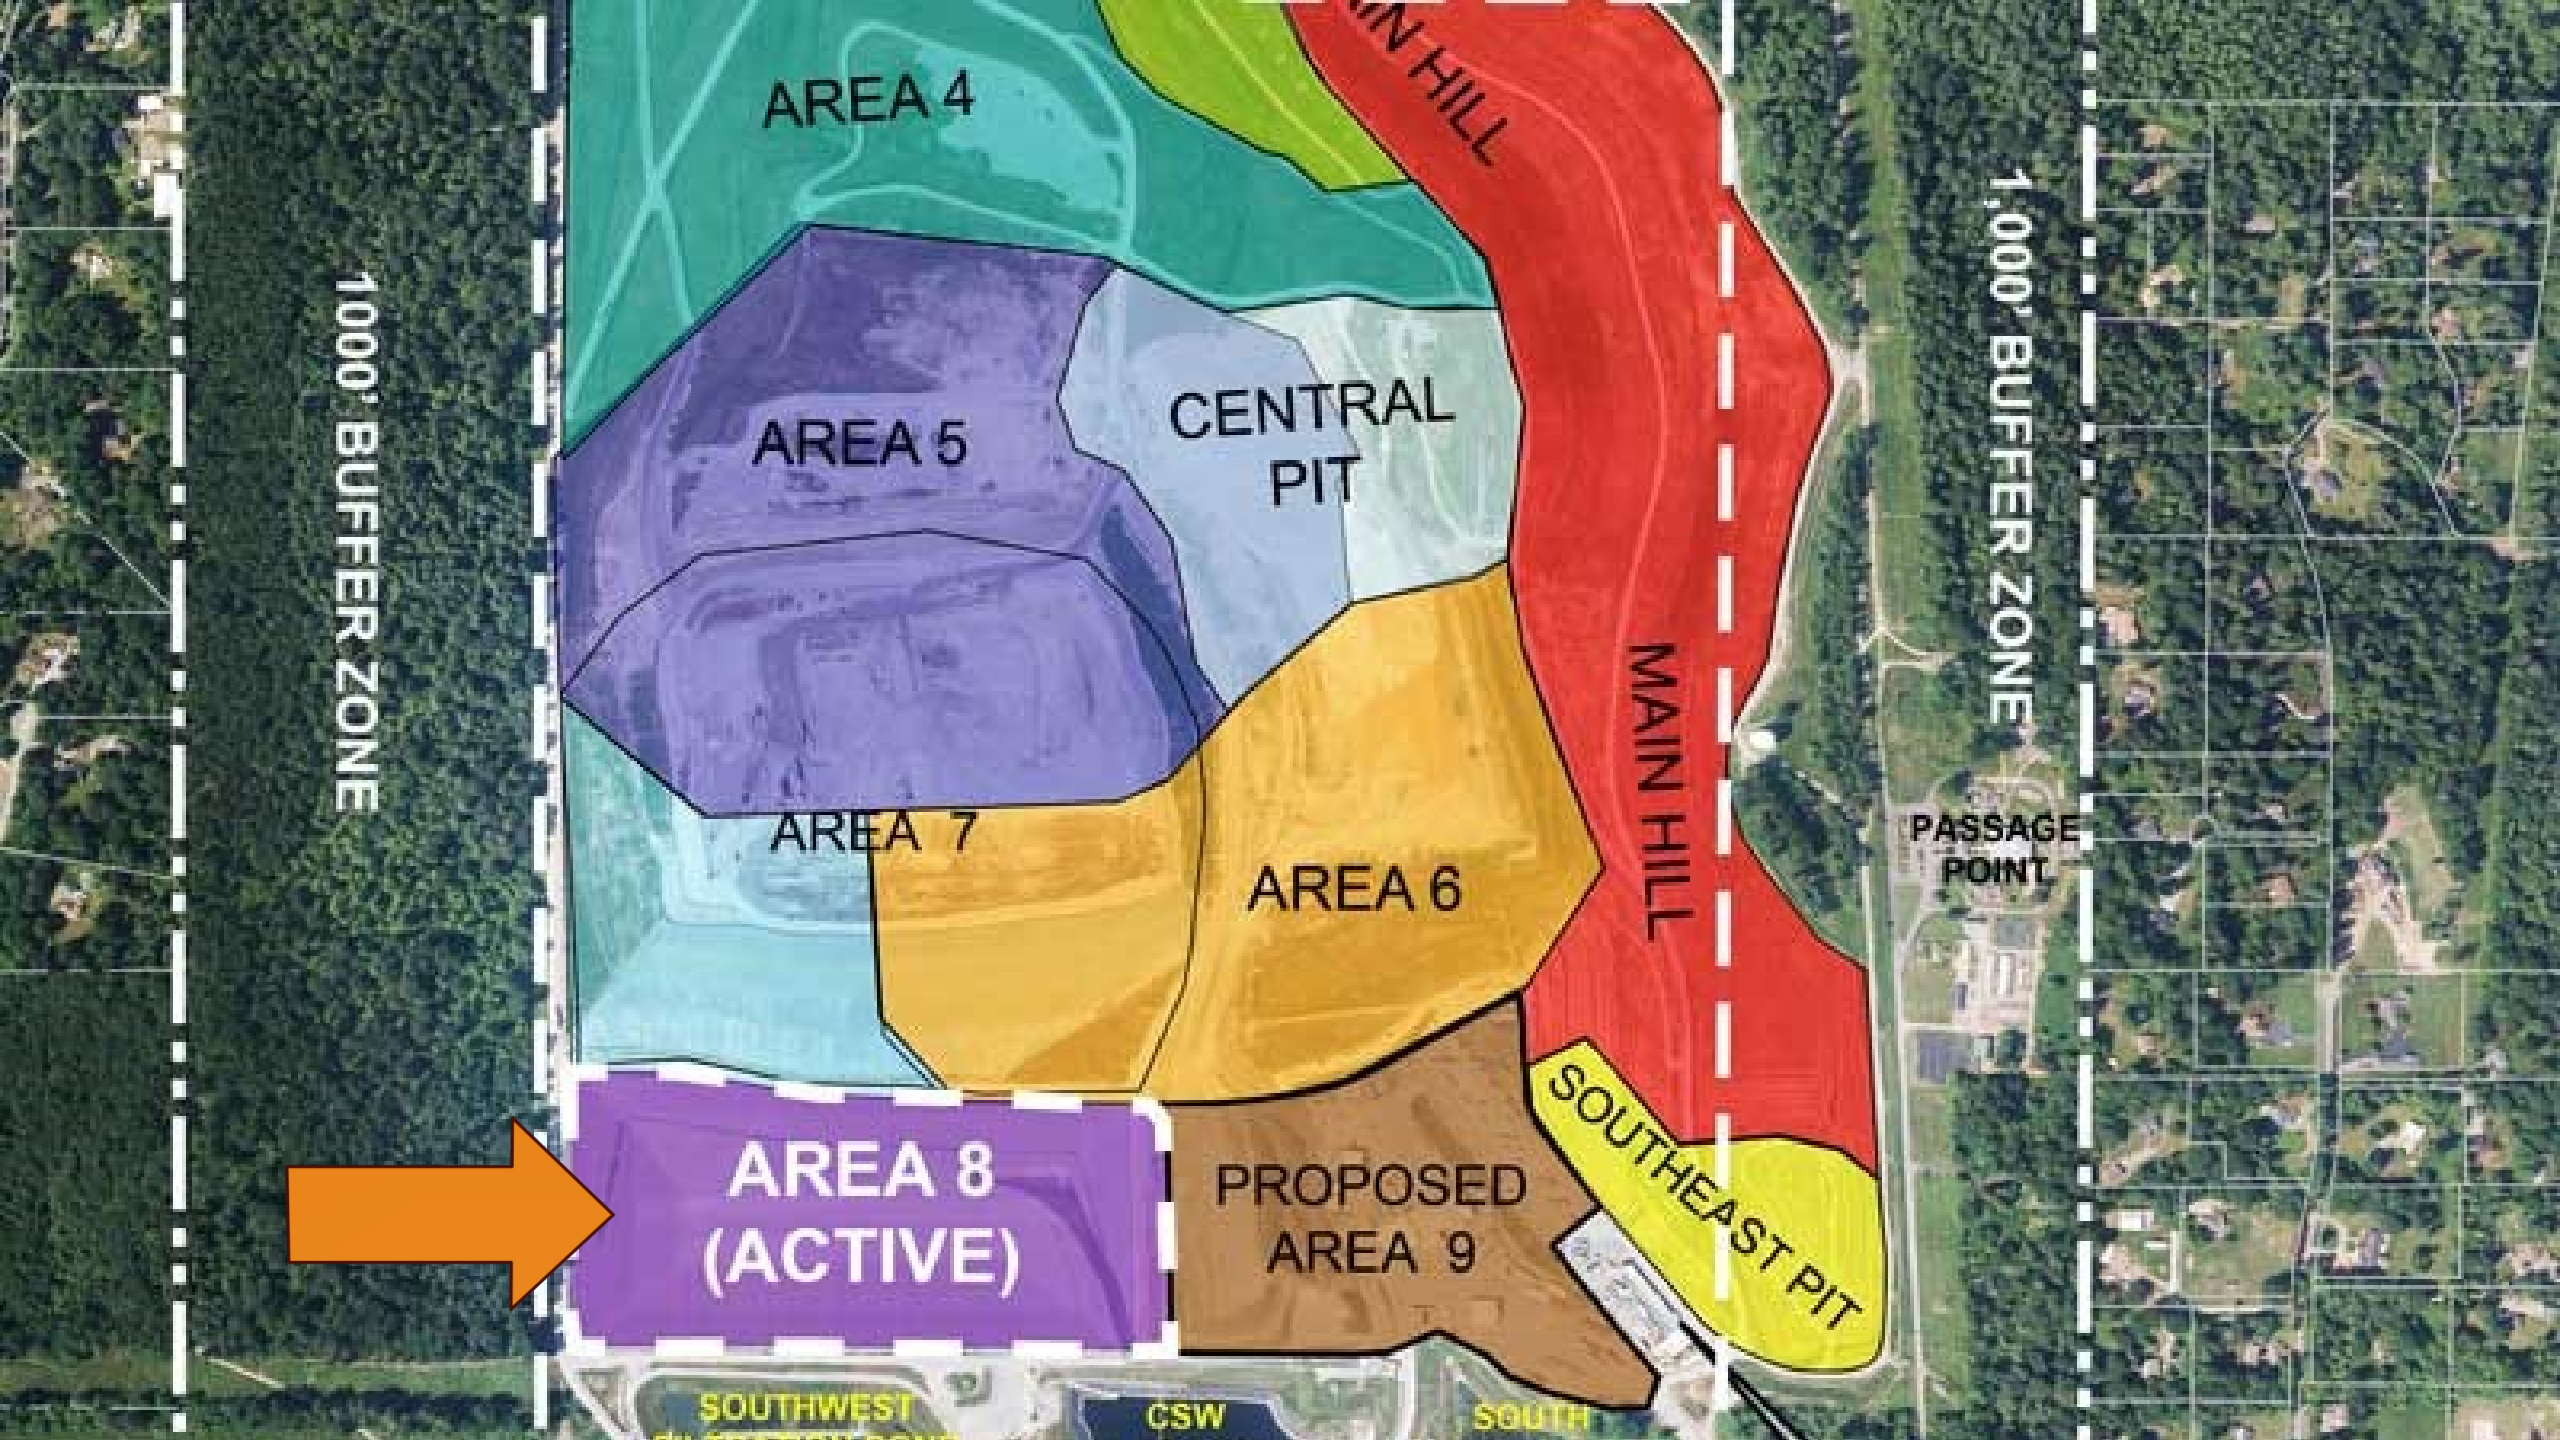 AREA 4
HILL
1000' BUFFER ZONE
1,000' BUFFER ZONE
AREA 5
CENTRAL
PIT
MAIN HILL
AREA 7
AREA 6
PASSAGE
POINT
AREA 8
(ACTIVE)
PROPOSED
AREA 9
SOUTHEAST PIT
SOUTHWEST
CSW
SOUTH